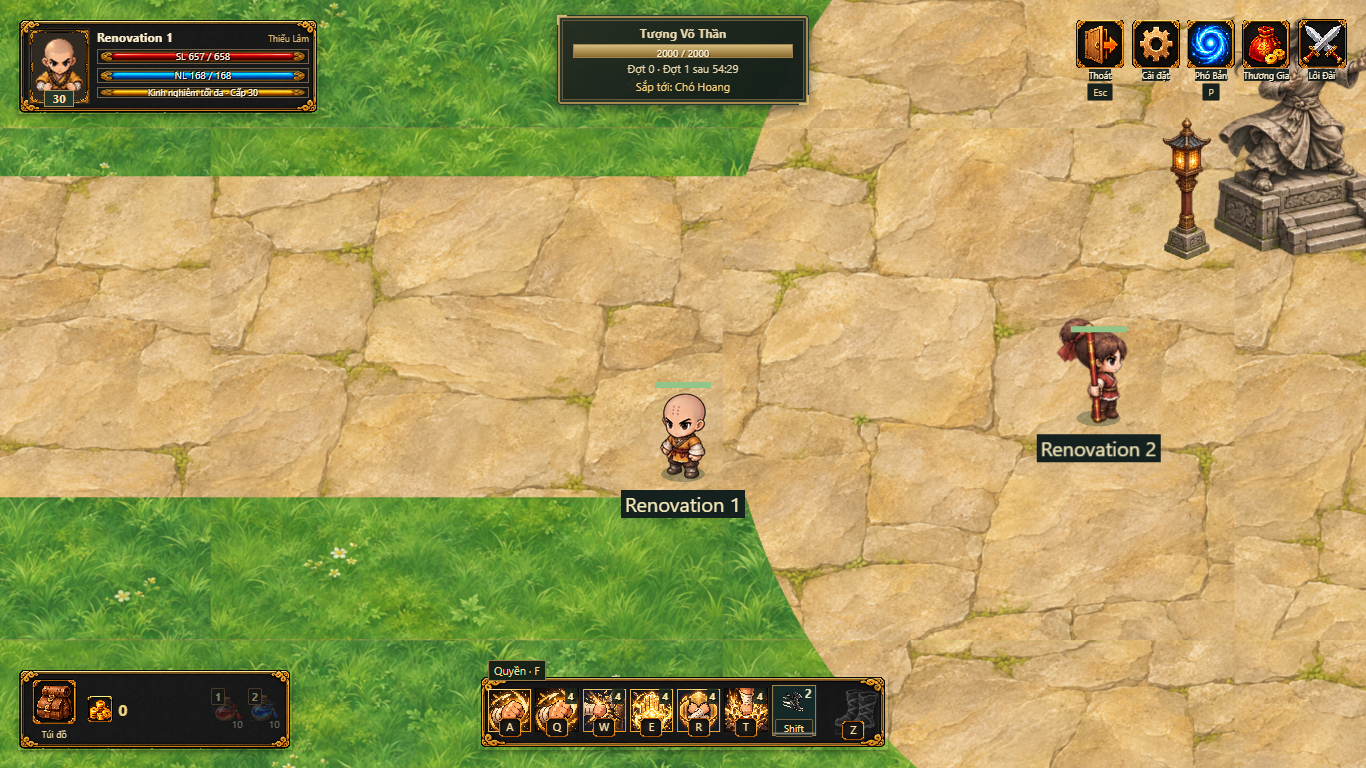 Renovation 1
Thiếu Lâm
SL 657 / 658
NL 168 / 168
Kinh nghiệm tối đa · Cấp 30
30
Tượng Võ Thần
2000 / 2000
Đợt 0 · Đợt 1 sau 54:29
Sắp tới: Chó Hoang
Thoát
Cài đặt
Phó Bản
Thương Gia
Lôi Đài
Esc
P
Renovation 2
Renovation 1
Túi đồ
0
1
10
2
10
Quyền · F
A
4
Q
4
W
4
E
4
R
4
T
2
Shift
Z